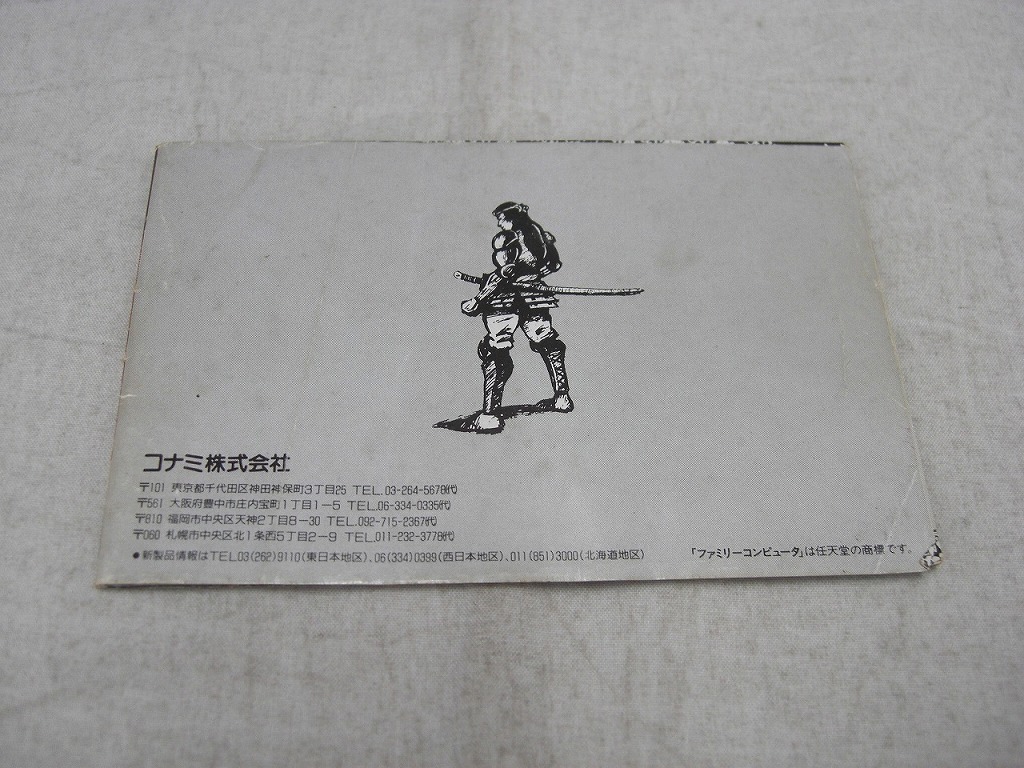 コナミ株式会社
〒101 東京都千代田区神田神保町3丁目25 TEL.03-264-5678代
〒561 大阪府豊中市庄内宝町1丁目1-5 TEL.06-334-0335代
〒810 福岡市中央区天神2丁目8-30 TEL.092-715-2367代
〒060 札幌市中央区北1条西5丁目2-9 TEL.011-232-3778代
●新製品情報はTEL03(262)9110(東日本地区)、06(334)0399(西日本地区)、011(851)3000(北海道地区)
「ファミリーコンピュータ」は任天堂の商標です。